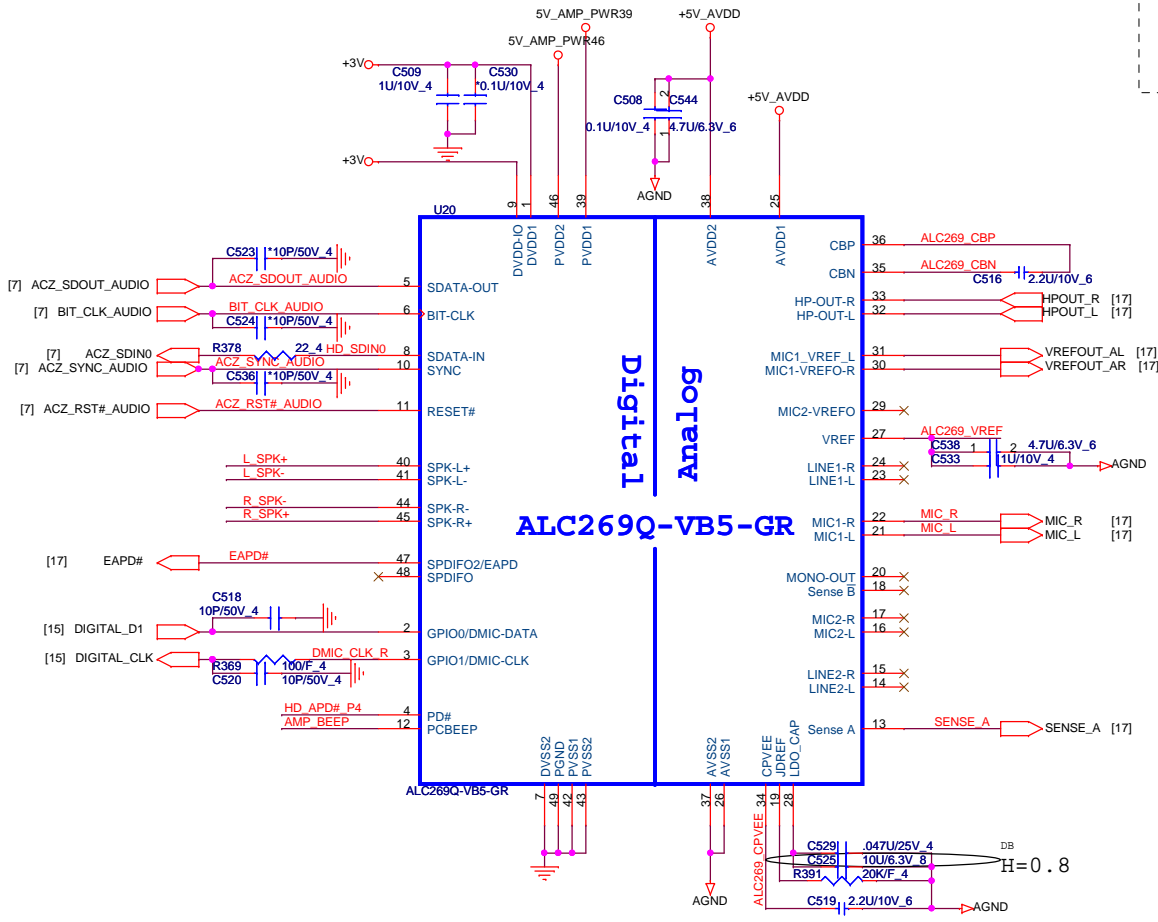 5V_AMP_PWR39
+5V_AVDD
5V_AMP_PWR46
+3V
C509
1U/10V_4
C530
*0.1U/10V_4
C508
0.1U/10V_4
2
C544
1
4.7U/6.3V_6
+5V_AVDD
+3V
AGND
U20
9
1
46
39
38
25
DVDD-IO
DVDD1
PVDD2
PVDD1
AVDD2
AVDD1
C523 *10P/50V_4
[7] ACZ_SDOUT_AUDIO ACZ_SDOUT_AUDIO 5 SDATA-OUT
[7] BIT_CLK_AUDIO BIT_CLK_AUDIO 6 BIT-CLK
C524 *10P/50V_4
[7] ACZ_SDIN0 R378 22_4 HD_SDIN0 8 SDATA-IN
[7] ACZ_SYNC_AUDIO ACZ_SYNC_AUDIO 10 SYNC
C536 *10P/50V_4
[7] ACZ_RST#_AUDIO ACZ_RST#_AUDIO 11 RESET#
L_SPK+ 40 SPK-L+
L_SPK- 41 SPK-L-
R_SPK- 44 SPK-R-
R_SPK+ 45 SPK-R+
[17] EAPD# EAPD# 47 SPDIFO2/EAPD
48 SPDIFO
C518
10P/50V_4
[15] DIGITAL_D1 2 GPIO0/DMIC-DATA
[15] DIGITAL_CLK DMIC_CLK_R 3 GPIO1/DMIC-CLK
R369 100/F_4
C520 10P/50V_4
HD_APD#_P4 4 PD#
AMP_BEEP 12 PCBEEP
Digital
Analog
ALC269Q-VB5-GR
CBP 36 ALC269_CBP
CBN 35 ALC269_CBN
C516 2.2U/10V_6
HP-OUT-R 33 HPOUT_R [17]
HP-OUT-L 32 HPOUT_L [17]
MIC1_VREF_L 31 VREFOUT_AL [17]
MIC1-VREFO-R 30 VREFOUT_AR [17]
MIC2-VREFO 29
VREF 27 ALC269_VREF
C538 1 2 4.7U/6.3V_6
C533 1U/10V_4
AGND
LINE1-R 24
LINE1-L 23
MIC1-R 22 MIC_R MIC_R [17]
MIC1-L 21 MIC_L MIC_L [17]
MONO-OUT 20
Sense B 18
MIC2-R 17
MIC2-L 16
LINE2-R 15
LINE2-L 14
Sense A 13 SENSE_A SENSE_A [17]
DVSS2
PGND
PVSS1
PVSS2
AVSS2
AVSS1
CPVEE
JDREF
LDO_CAP
ALC269Q-VB5-GR
7
49
42
43
37
26
34
19
28
ALC269_CPVEE
C529 .047U/25V_4
C525 10U/6.3V_8
R391 20K/F_4
C519 2.2U/10V_6
DB
H=0.8
AGND
AGND